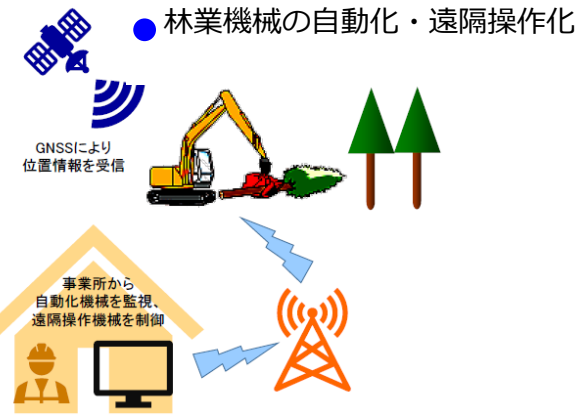 ●林業機械の自動化・遠隔操作化
GNSSにより
位置情報を受信
事業所から
自動化機械を監視、
遠隔操作機械を制御